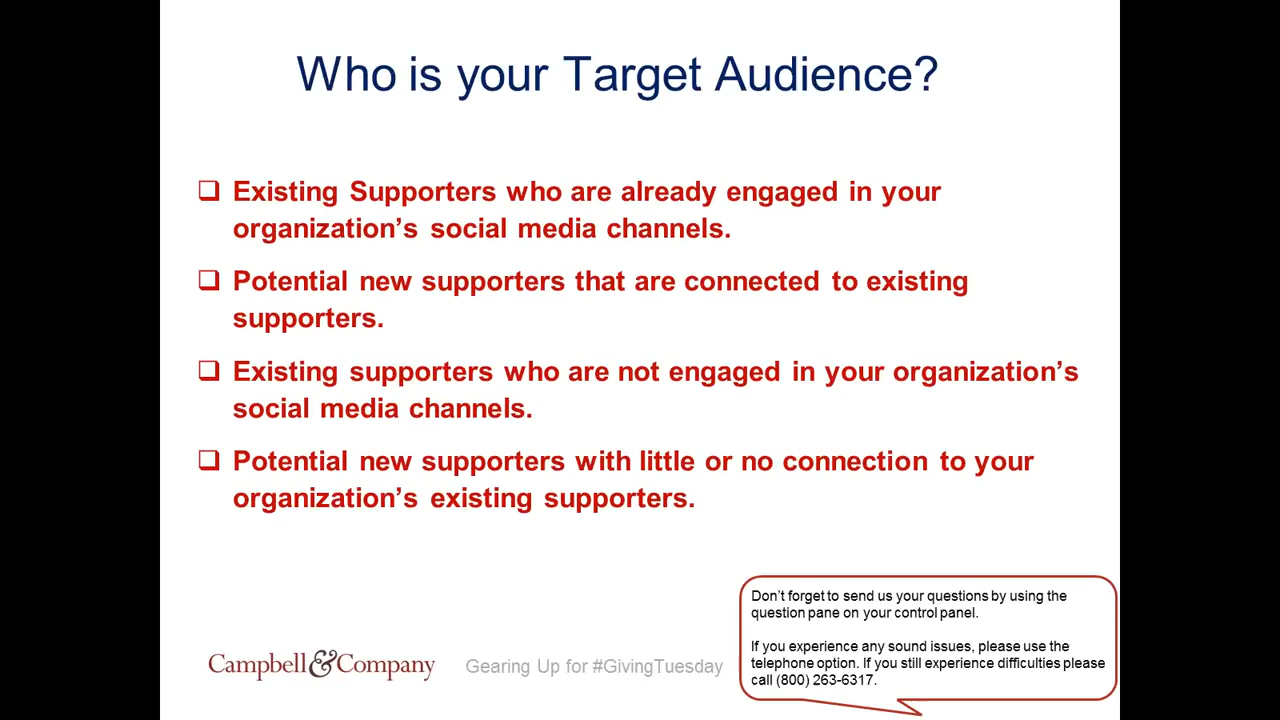 Who is your Target Audience?
Existing Supporters who are already engaged in your
organization’s social media channels.
Potential new supporters that are connected to existing
supporters.
Existing supporters who are not engaged in your organization’s
social media channels.
Potential new supporters with little or no connection to your
organization’s existing supporters.
Campbell&Company
Gearing Up for #GivingTuesday
Don’t forget to send us your questions by using the
question pane on your control panel.
If you experience any sound issues, please use the
telephone option. If you still experience difficulties please
call (800) 263-6317.